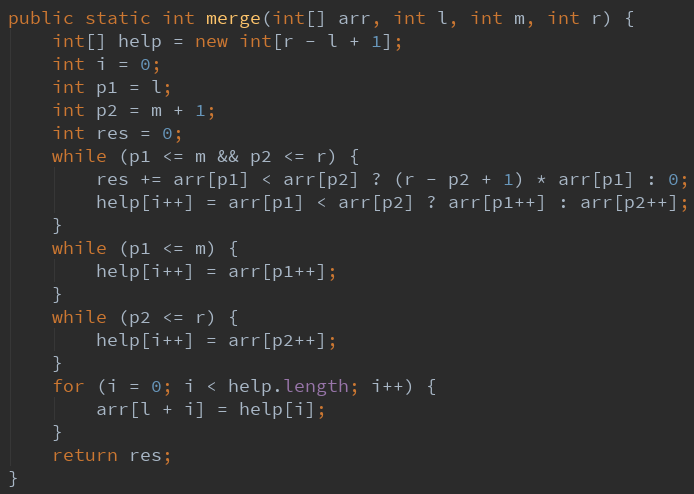 public static int merge(int[] arr, int l, int m, int r) {
    int[] help = new int[r - l + 1];
    int i = 0;
    int p1 = l;
    int p2 = m + 1;
    int res = 0;
    while (p1 <= m && p2 <= r) {
        res += arr[p1] < arr[p2] ? (r - p2 + 1) * arr[p1] : 0;
        help[i++] = arr[p1] < arr[p2] ? arr[p1++] : arr[p2++];
    }
    while (p1 <= m) {
        help[i++] = arr[p1++];
    }
    while (p2 <= r) {
        help[i++] = arr[p2++];
    }
    for (i = 0; i < help.length; i++) {
        arr[l + i] = help[i];
    }
    return res;
}